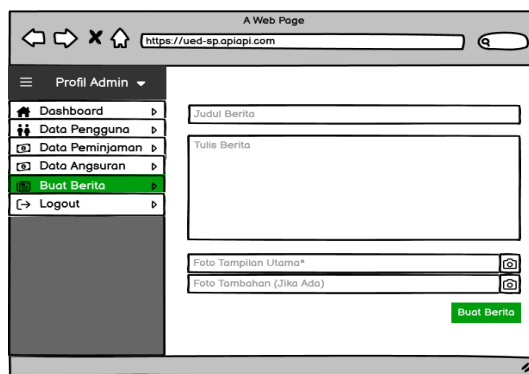 A Web Page
https://ued-sp.apiapi.com
Profil Admin
Dashboard
Data Pengguna
Data Peminjaman
Data Angsuran
Buat Berita
Logout
Judul Berita
Tulis Berita
Foto Tampilan Utama*
Foto Tambahan (Jika Ada)
Buat Berita